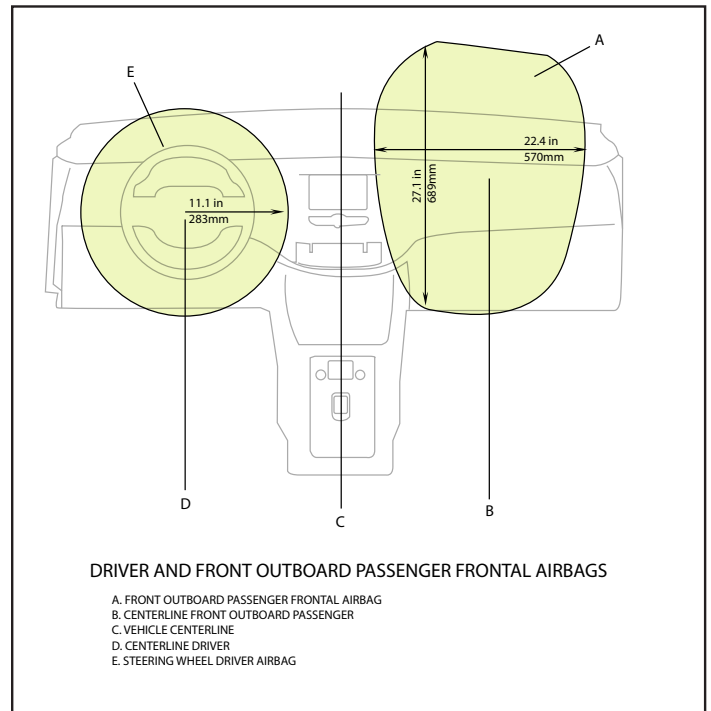 A
E
22.4 in
570mm
27.1 in
689mm
11.1 in
283mm
D
C
B
DRIVER AND FRONT OUTBOARD PASSENGER FRONTAL AIRBAGS
A. FRONT OUTBOARD PASSENGER FRONTAL AIRBAG
B. CENTERLINE FRONT OUTBOARD PASSENGER
C. VEHICLE CENTERLINE
D. CENTERLINE DRIVER
E. STEERING WHEEL DRIVER AIRBAG